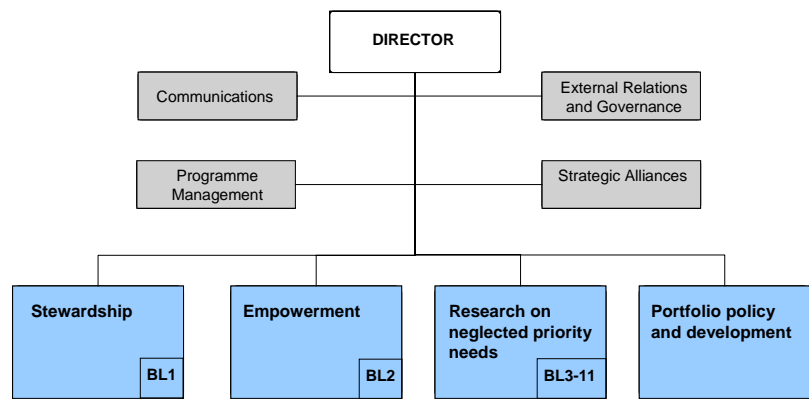 DIRECTOR
Communications
External Relations
and Governance
Programme
Management
Strategic Alliances
Stewardship
BL1
Empowerment
BL2
Research on
neglected priority
needs
BL3-11
Portfolio policy
and development